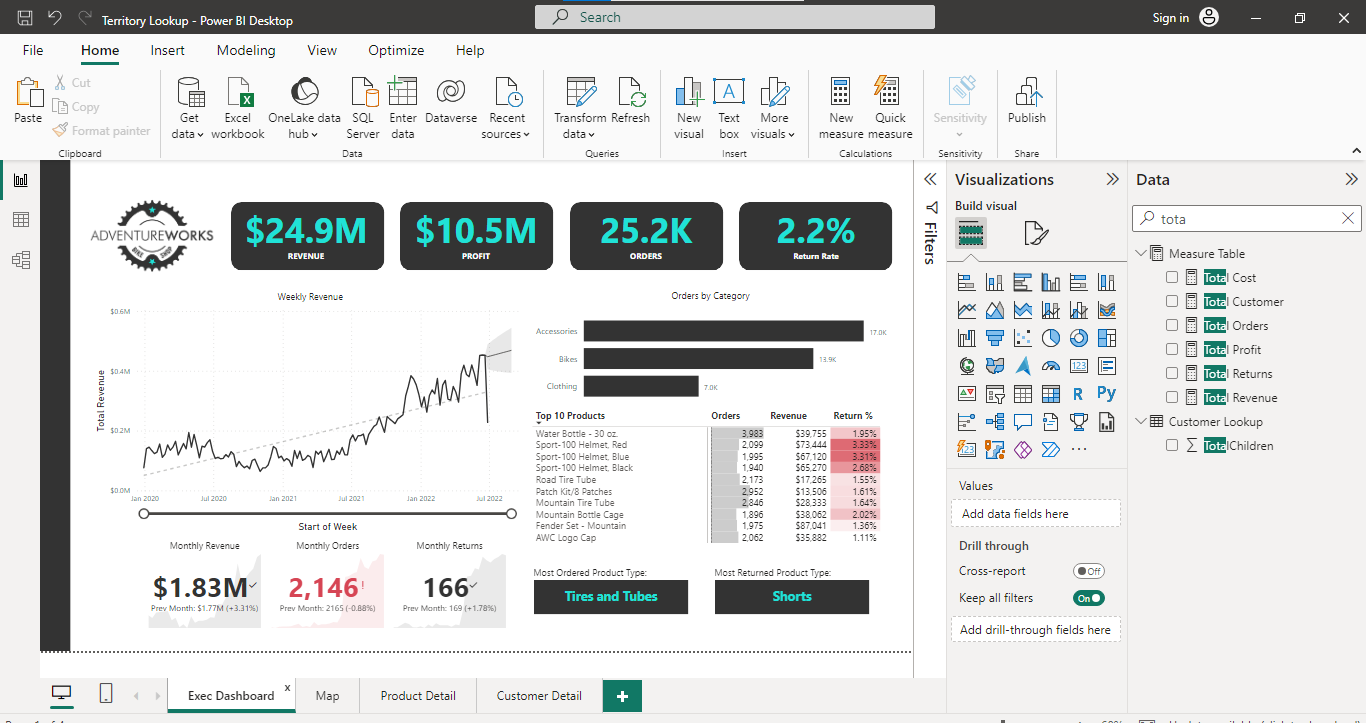 Territory Lookup - Power BI Desktop
Search
Sign in
File Home Insert Modeling View Optimize Help
Paste
Cut
Copy
Format painter
Clipboard
Get data
Excel workbook
OneLake data hub
SQL Server
Enter data
Dataverse
Recent sources
Data
Transform data
Refresh
Queries
New visual
A
Text box
More visuals
Insert
New measure
Quick measure
Calculations
Sensitivity
Sensitivity
Publish
Share
ADVENTUREWORKS
BIKE SHOP
$24.9M
REVENUE
$10.5M
PROFIT
25.2K
ORDERS
2.2%
Return Rate
Weekly Revenue
Total Revenue
$0.6M
$0.4M
$0.2M
$0.0M
Jan 2020 Jul 2020 Jan 2021 Jul 2021 Jan 2022 Jul 2022
Start of Week
Orders by Category
Accessories 17.0K
Bikes 13.9K
Clothing 7.0K
Top 10 Products Orders Revenue Return %
Water Bottle - 30 oz. 3,983 $39,755 1.95%
Sport-100 Helmet, Red 2,099 $73,444 3.33%
Sport-100 Helmet, Blue 1,995 $67,120 3.31%
Sport-100 Helmet, Black 1,940 $65,270 2.68%
Road Tire Tube 2,173 $17,265 1.55%
Patch Kit/8 Patches 2,952 $13,506 1.61%
Mountain Tire Tube 2,846 $28,333 1.64%
Mountain Bottle Cage 1,896 $38,062 2.02%
Fender Set - Mountain 1,975 $87,041 1.36%
AWC Logo Cap 2,062 $35,882 1.11%
Monthly Revenue
$1.83M
Prev Month: $1.77M (+3.31%)
Monthly Orders
2,146!
Prev Month: 2165 (-0.88%)
Monthly Returns
166
Prev Month: 169 (+1.78%)
Most Ordered Product Type:
Tires and Tubes
Most Returned Product Type:
Shorts
Filters
Visualizations
Build visual
123
R
Py
123
Values
Add data fields here
Drill through
Cross-report Off
Keep all filters On
Add drill-through fields here
Data
tota
Measure Table
Total Cost
Total Customer
Total Orders
Total Profit
Total Returns
Total Revenue
Customer Lookup
Σ TotalChildren
Exec Dashboard x
Map
Product Detail
Customer Detail
+